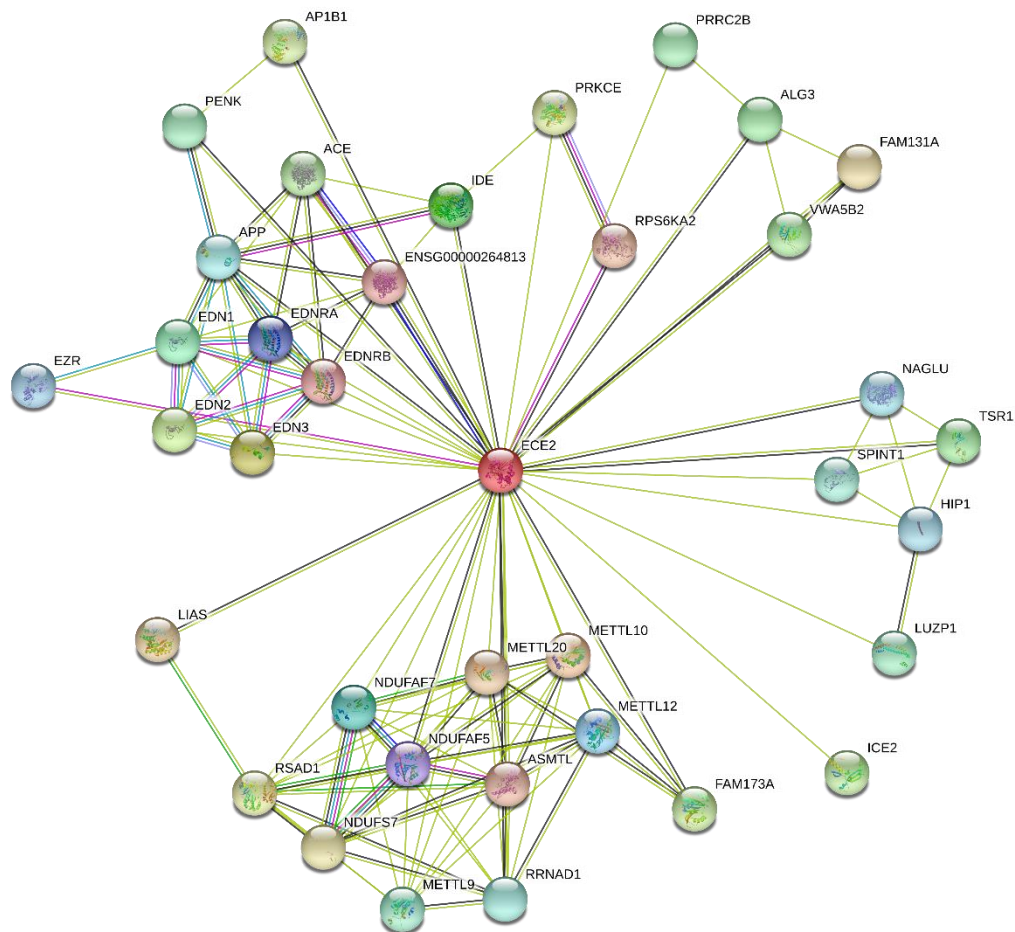 AP1B1
PRRC2B
PRKCE
ALG3
PENK
FAM131A
ACE
IDE
VWA5B2
RPS6KA2
APP
ENSG00000264813
EDN1
EDNRA
EZR
EDNRB
NAGLU
EDN2
TSR1
EDN3
ECE2
SPINT1
HIP1
LIAS
METTL10
LUZP1
METTL20
NDUFAF7
METTL12
NDUFAF5
ASMTL
ICE2
RSAD1
FAM173A
NDUFS7
METTL9
RRNAD1